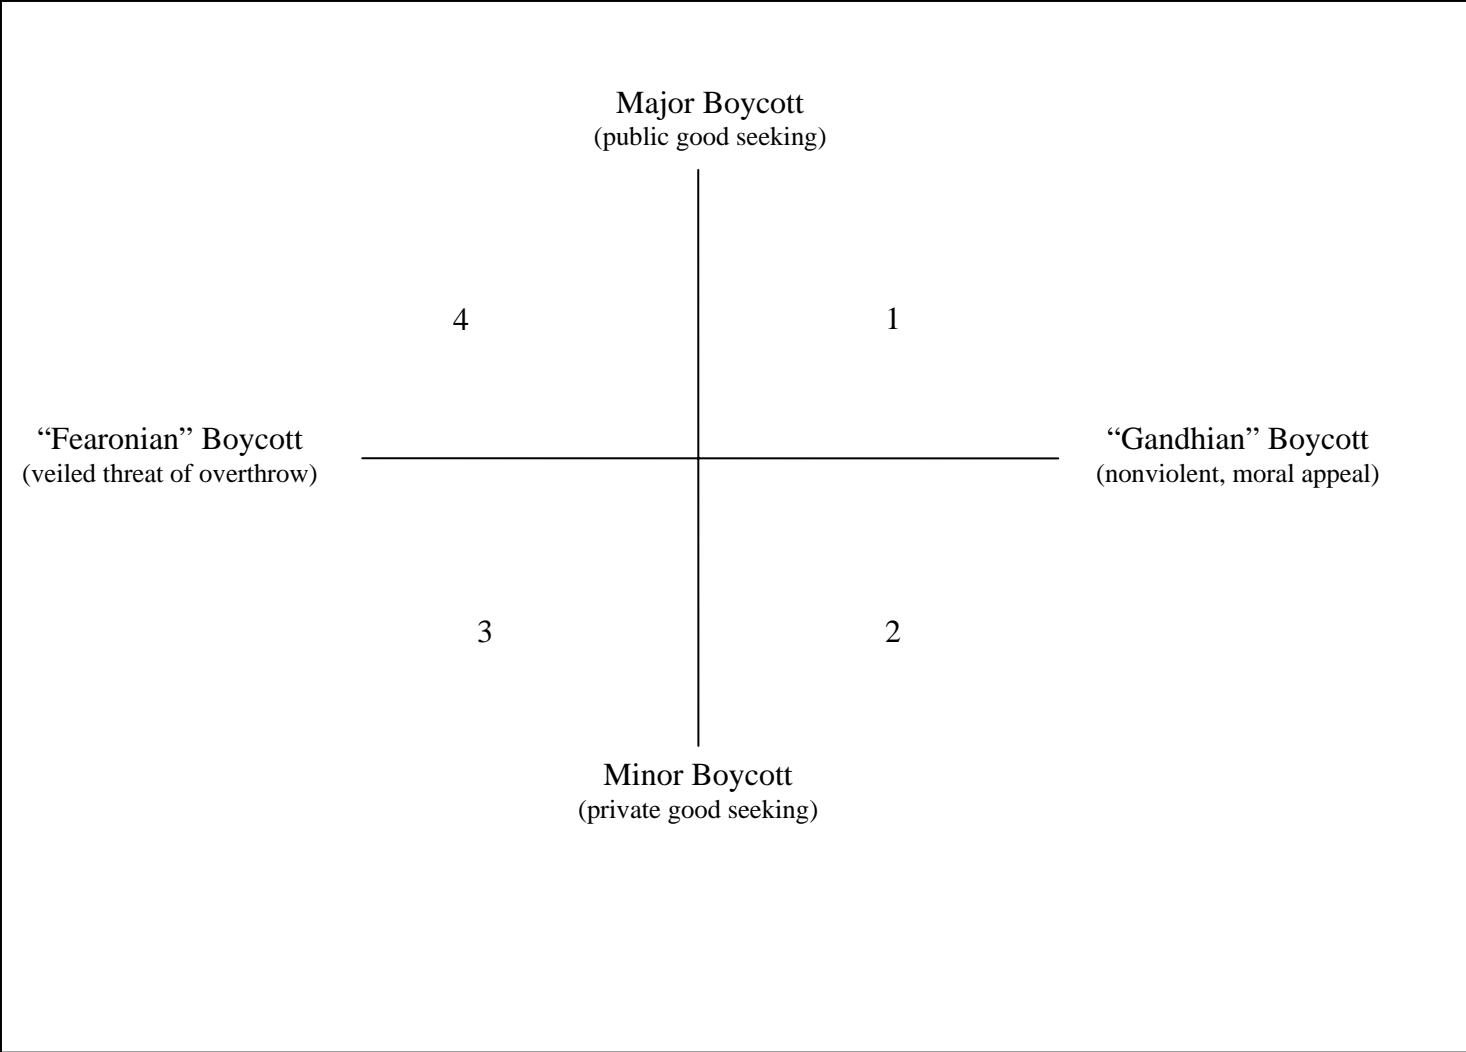 Major Boycott
(public good seeking)
4
1
“Fearonian” Boycott
(veiled threat of overthrow)
“Gandhian” Boycott
(nonviolent, moral appeal)
3
2
Minor Boycott
(private good seeking)